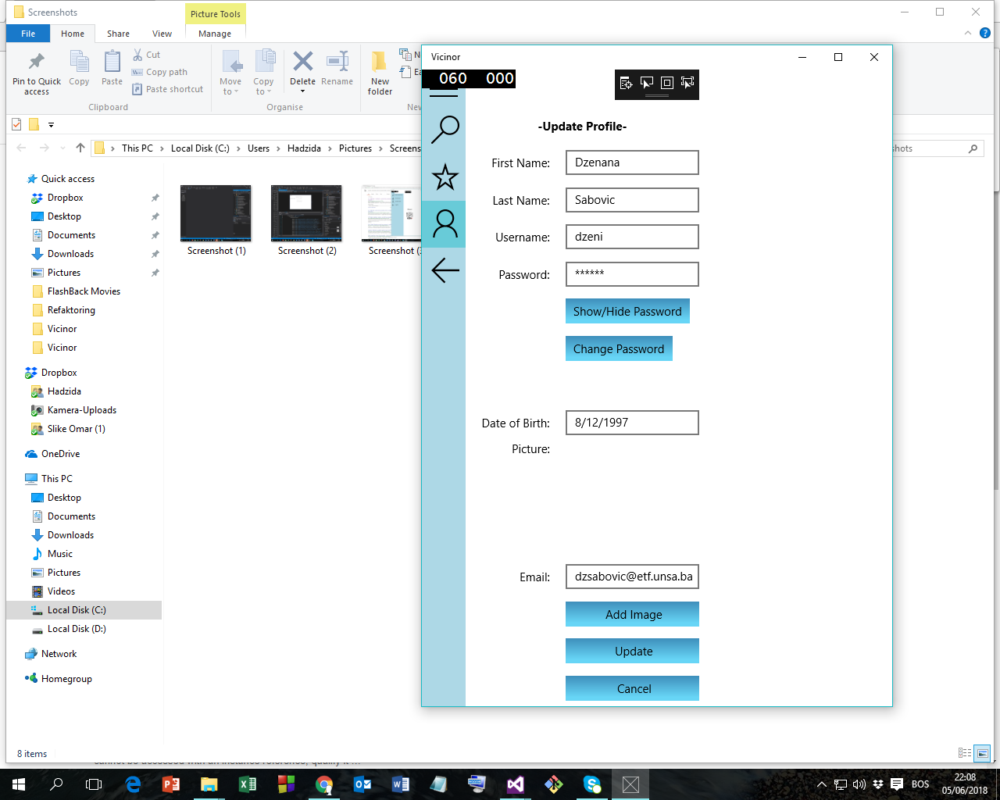 Screenshots
Picture Tools
File
Home
Share
View
Manage
Pin to Quick access
Copy
Paste
Cut
Copy path
Paste shortcut
Clipboard
Move to
Copy to
Delete
Rename
Organise
New folder
This PC
Local Disk (C:)
Users
Hadzida
Pictures
Quick access
Dropbox
Desktop
Documents
Downloads
Pictures
FlashBack Movies
Refaktoring
Vicinor
Vicinor
Dropbox
Hadzida
Kamera-Uploads
Slike Omar (1)
OneDrive
This PC
Desktop
Documents
Downloads
Music
Pictures
Videos
Local Disk (C:)
Local Disk (D:)
Network
Homegroup
Screenshot (1)
Screenshot (2)
Screenshot
8 items
Vicinor
060 000
-Update Profile-
First Name: Dzenana
Last Name: Sabovic
Username: dzeni
Password: ******
Show/Hide Password
Change Password
Date of Birth: 8/12/1997
Picture:
Email: dzsabovic@etf.unsa.ba
Add Image
Update
Cancel
BOS
22:08
05/06/2018